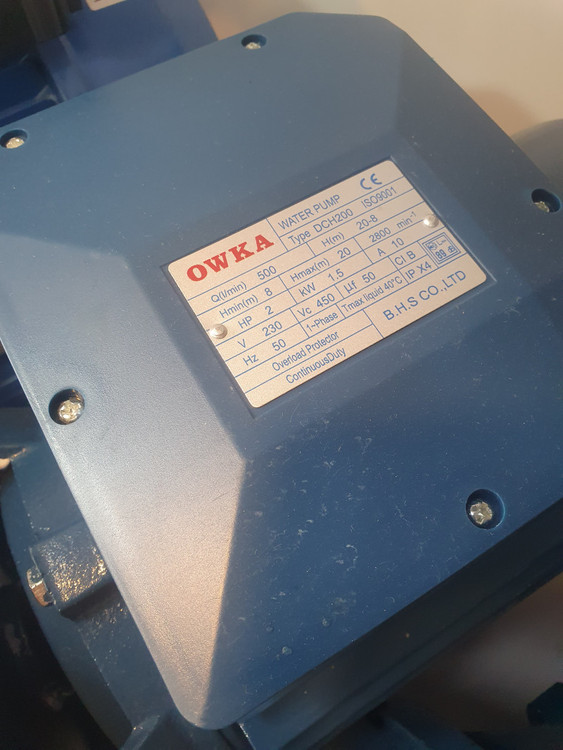 OWKA WATER PUMP CE
Type DCH200 ISO9001
Q(l/min) 500 H(m) 20-8
Hmin(m) 8 Hmax(m) 20 2800 min⁻¹
HP 2 kW 1,5 A 10
V 230 Vc 450 µf 50 Cl B
Hz 50 1~Phase Tmax liquid 40°C IP X4
Overload Protector B.H.S CO.,LTD
ContinuousDuty